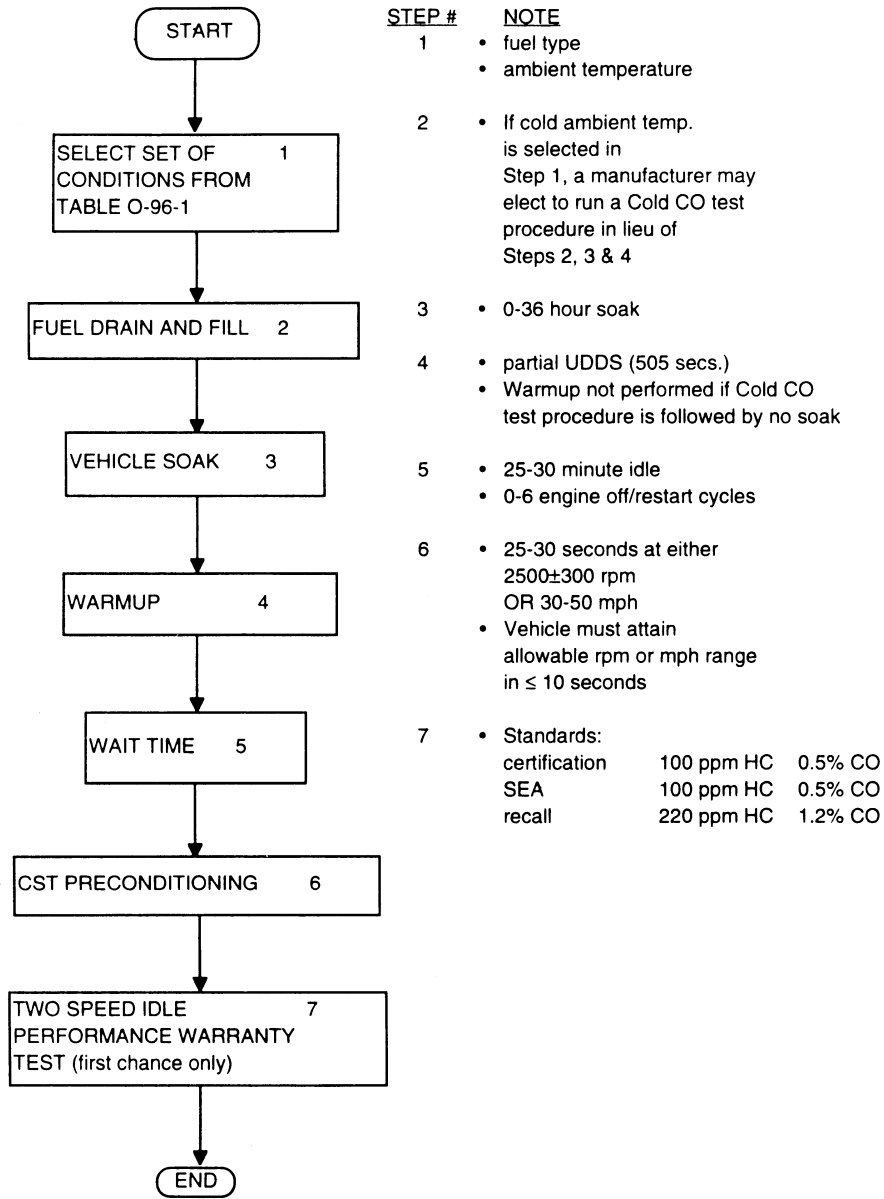 START
SELECT SET OF 1
CONDITIONS FROM
TABLE O-96-1
FUEL DRAIN AND FILL 2
VEHICLE SOAK 3
WARMUP 4
WAIT TIME 5
CST PRECONDITIONING 6
TWO SPEED IDLE 7
PERFORMANCE WARRANTY
TEST (first chance only)
END
STEP # NOTE
1 • fuel type
• ambient temperature
2 • If cold ambient temp.
is selected in
Step 1, a manufacturer may
elect to run a Cold CO test
procedure in lieu of
Steps 2, 3 & 4
3 • 0-36 hour soak
4 • partial UDDS (505 secs.)
• Warmup not performed if Cold CO
test procedure is followed by no soak
5 • 25-30 minute idle
• 0-6 engine off/restart cycles
6 • 25-30 seconds at either
2500±300 rpm
OR 30-50 mph
• Vehicle must attain
allowable rpm or mph range
in ≤ 10 seconds
7 • Standards:
certification 100 ppm HC 0.5% CO
SEA 100 ppm HC 0.5% CO
recall 220 ppm HC 1.2% CO